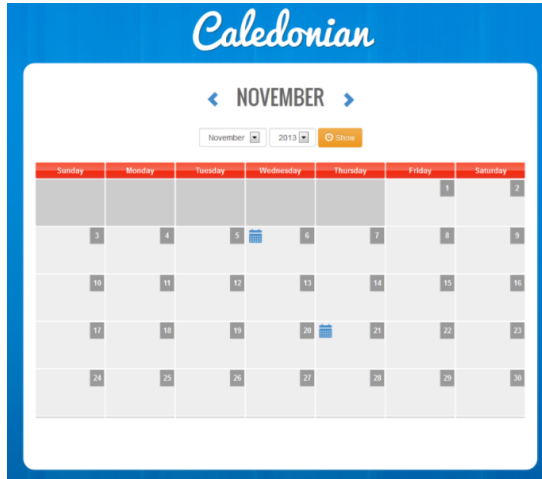 Caledonian
NOVEMBER
November 2013 Show
Sunday Monday Tuesday Wednesday Thursday Friday Saturday
1 2
3 4 5 6 7 8 9
10 11 12 13 14 15 16
17 18 19 20 21 22 23
24 25 26 27 28 29 30